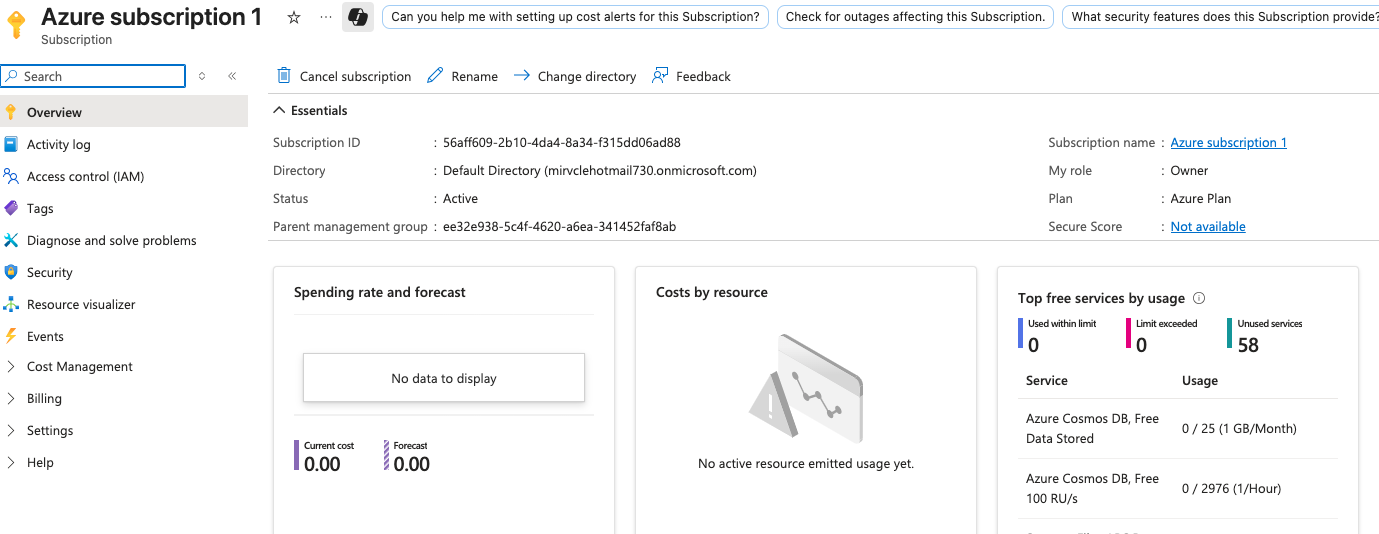 Azure subscription 1
Subscription
Can you help me with setting up cost alerts for this Subscription?
Check for outages affecting this Subscription.
What security features does this Subscription provide?
Search
Overview
Activity log
Access control (IAM)
Tags
Diagnose and solve problems
Security
Resource visualizer
Events
Cost Management
Billing
Settings
Help
Cancel subscription
Rename
Change directory
Feedback
Essentials
Subscription ID : 56aff609-2b10-4da4-8a34-f315dd06ad88
Directory : Default Directory (mirvclehotmail730.onmicrosoft.com)
Status : Active
Parent management group : ee32e938-5c4f-4620-a6ea-341452faf8ab
Subscription name : Azure subscription 1
My role : Owner
Plan : Azure Plan
Secure Score : Not available
Spending rate and forecast
No data to display
Current cost
0.00
Forecast
0.00
Costs by resource
No active resource emitted usage yet.
Top free services by usage
Used within limit
0
Limit exceeded
0
Unused services
58
Service Usage
Azure Cosmos DB, Free
Data Stored
0 / 25 (1 GB/Month)
Azure Cosmos DB, Free
100 RU/s
0 / 2976 (1/Hour)